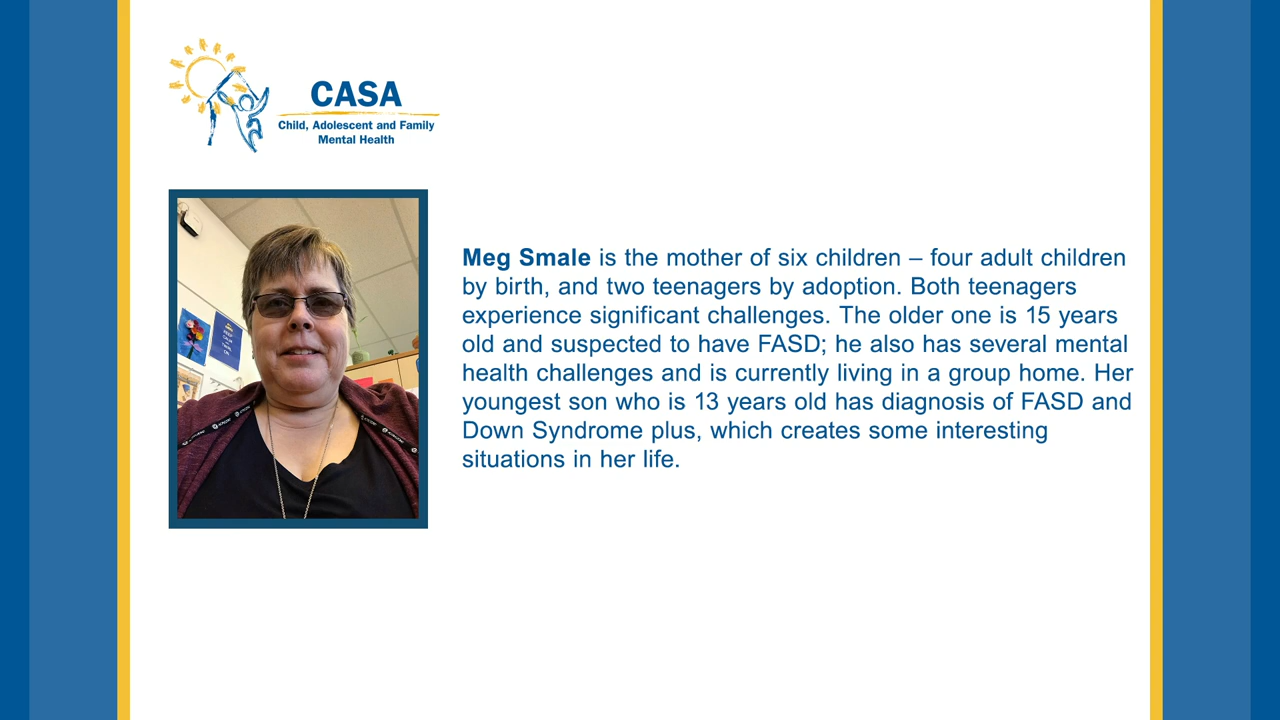 CASA
Child, Adolescent and Family
Mental Health
Meg Smale is the mother of six children – four adult children
by birth, and two teenagers by adoption. Both teenagers
experience significant challenges. The older one is 15 years
old and suspected to have FASD; he also has several mental
health challenges and is currently living in a group home. Her
youngest son who is 13 years old has diagnosis of FASD and
Down Syndrome plus, which creates some interesting
situations in her life.